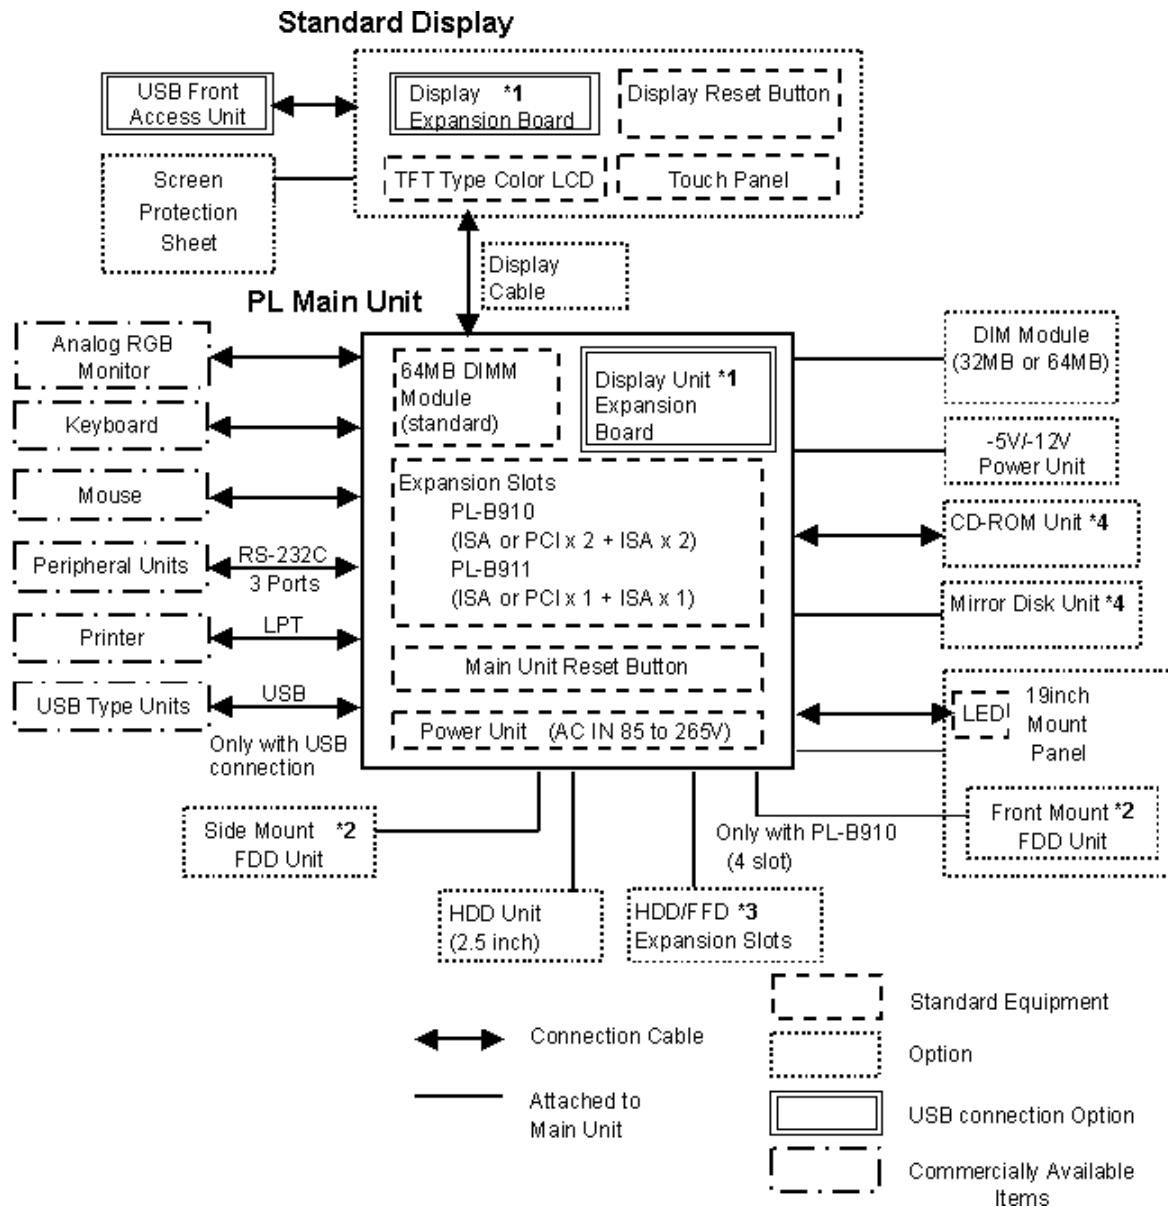 Standard Display
USB Front
Access Unit
Display *1
Expansion Board
Display Reset Button
TFT Type Color LCD
Touch Panel
Screen
Protection
Sheet
Display
Cable
PL Main Unit
Analog RGB
Monitor
Keyboard
Mouse
Peripheral Units
RS-232C
3 Ports
Printer
LPT
USB Type Units
USB
Only with USB
connection
64MB DIMM
Module
(standard)
Display Unit *1
Expansion
Board
Expansion Slots
PL-B910
(ISA or PCI x 2 + ISA x 2)
PL-B911
(ISA or PCI x 1 + ISA x 1)
Main Unit Reset Button
Power Unit (AC IN 85 to 265V)
DIM Module
(32MB or 64MB)
-5V/-12V
Power Unit
CD-ROM Unit *4
Mirror Disk Unit *4
LED
19inch
Mount
Panel
Front Mount *2
FDD Unit
Only with PL-B910
(4 slot)
Side Mount *2
FDD Unit
HDD Unit
(2.5 inch)
HDD/FFD *3
Expansion Slots
Connection Cable
Attached to
Main Unit
Standard Equipment
Option
USB connection Option
Commercially Available
Items